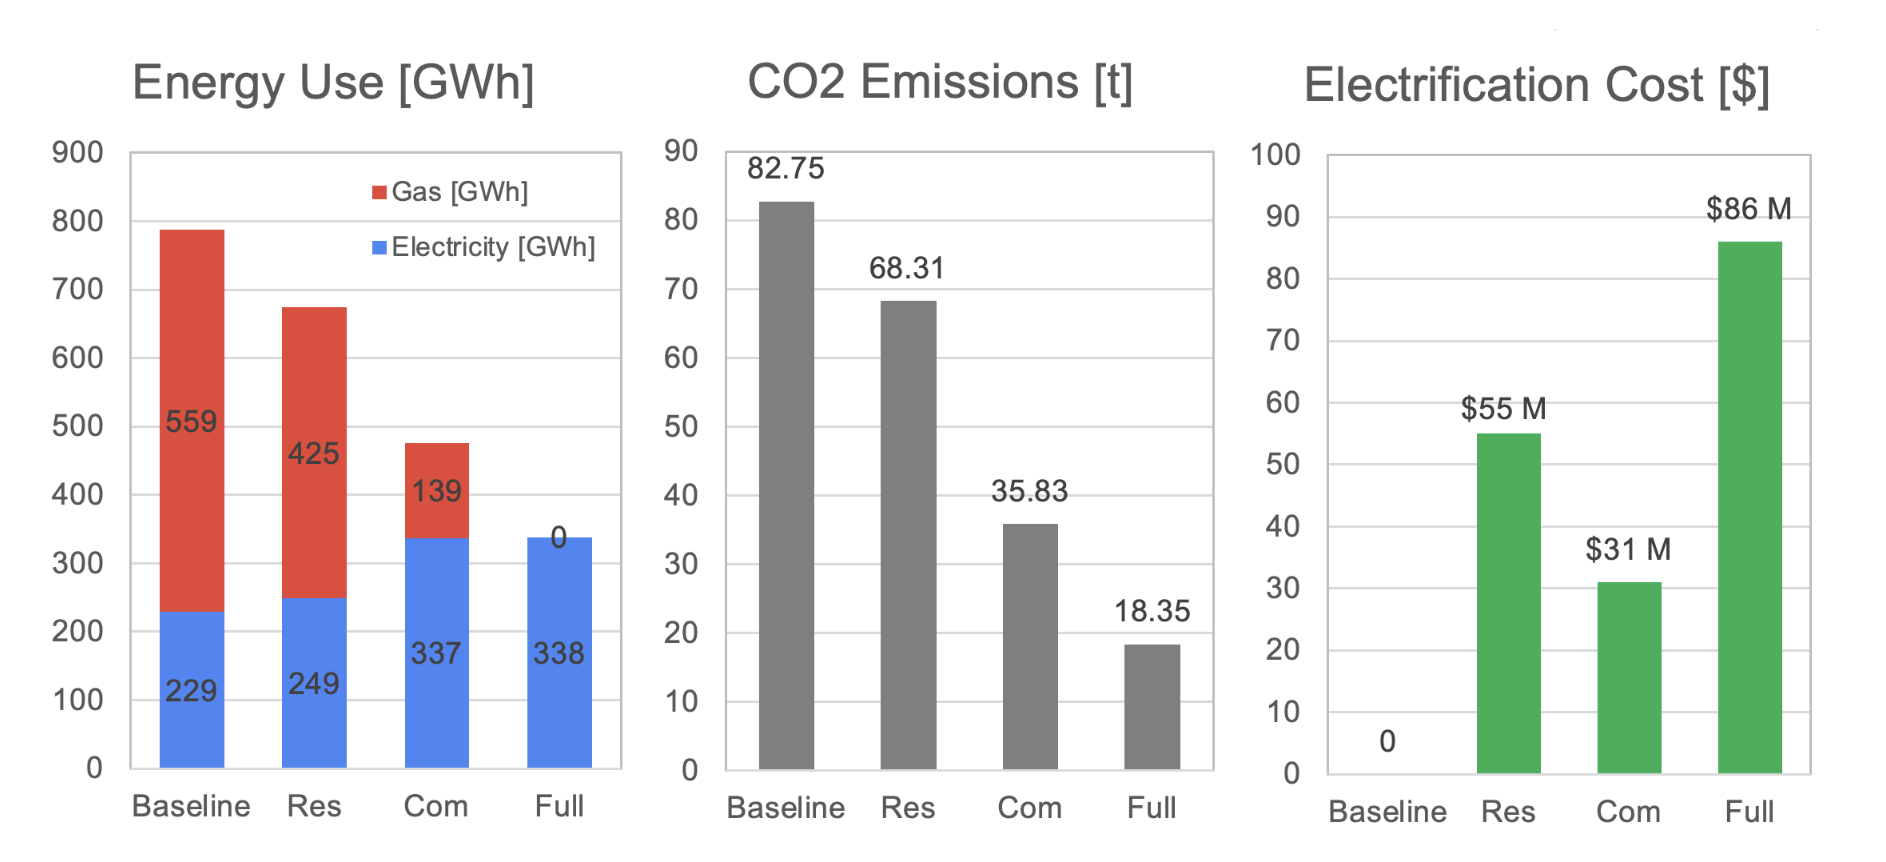 Energy Use [GWh]
900
800
700
600
500
400
300
200
100
0
Gas [GWh]
Electricity [GWh]
559
229
425
249
139
337
0
338
Baseline
Res
Com
Full
CO2 Emissions [t]
90
80
70
60
50
40
30
20
10
0
82.75
68.31
35.83
18.35
Baseline
Res
Com
Full
Electrification Cost [$]
100
90
80
70
60
50
40
30
20
10
0
0
$55 M
$31 M
$86 M
Baseline
Res
Com
Full